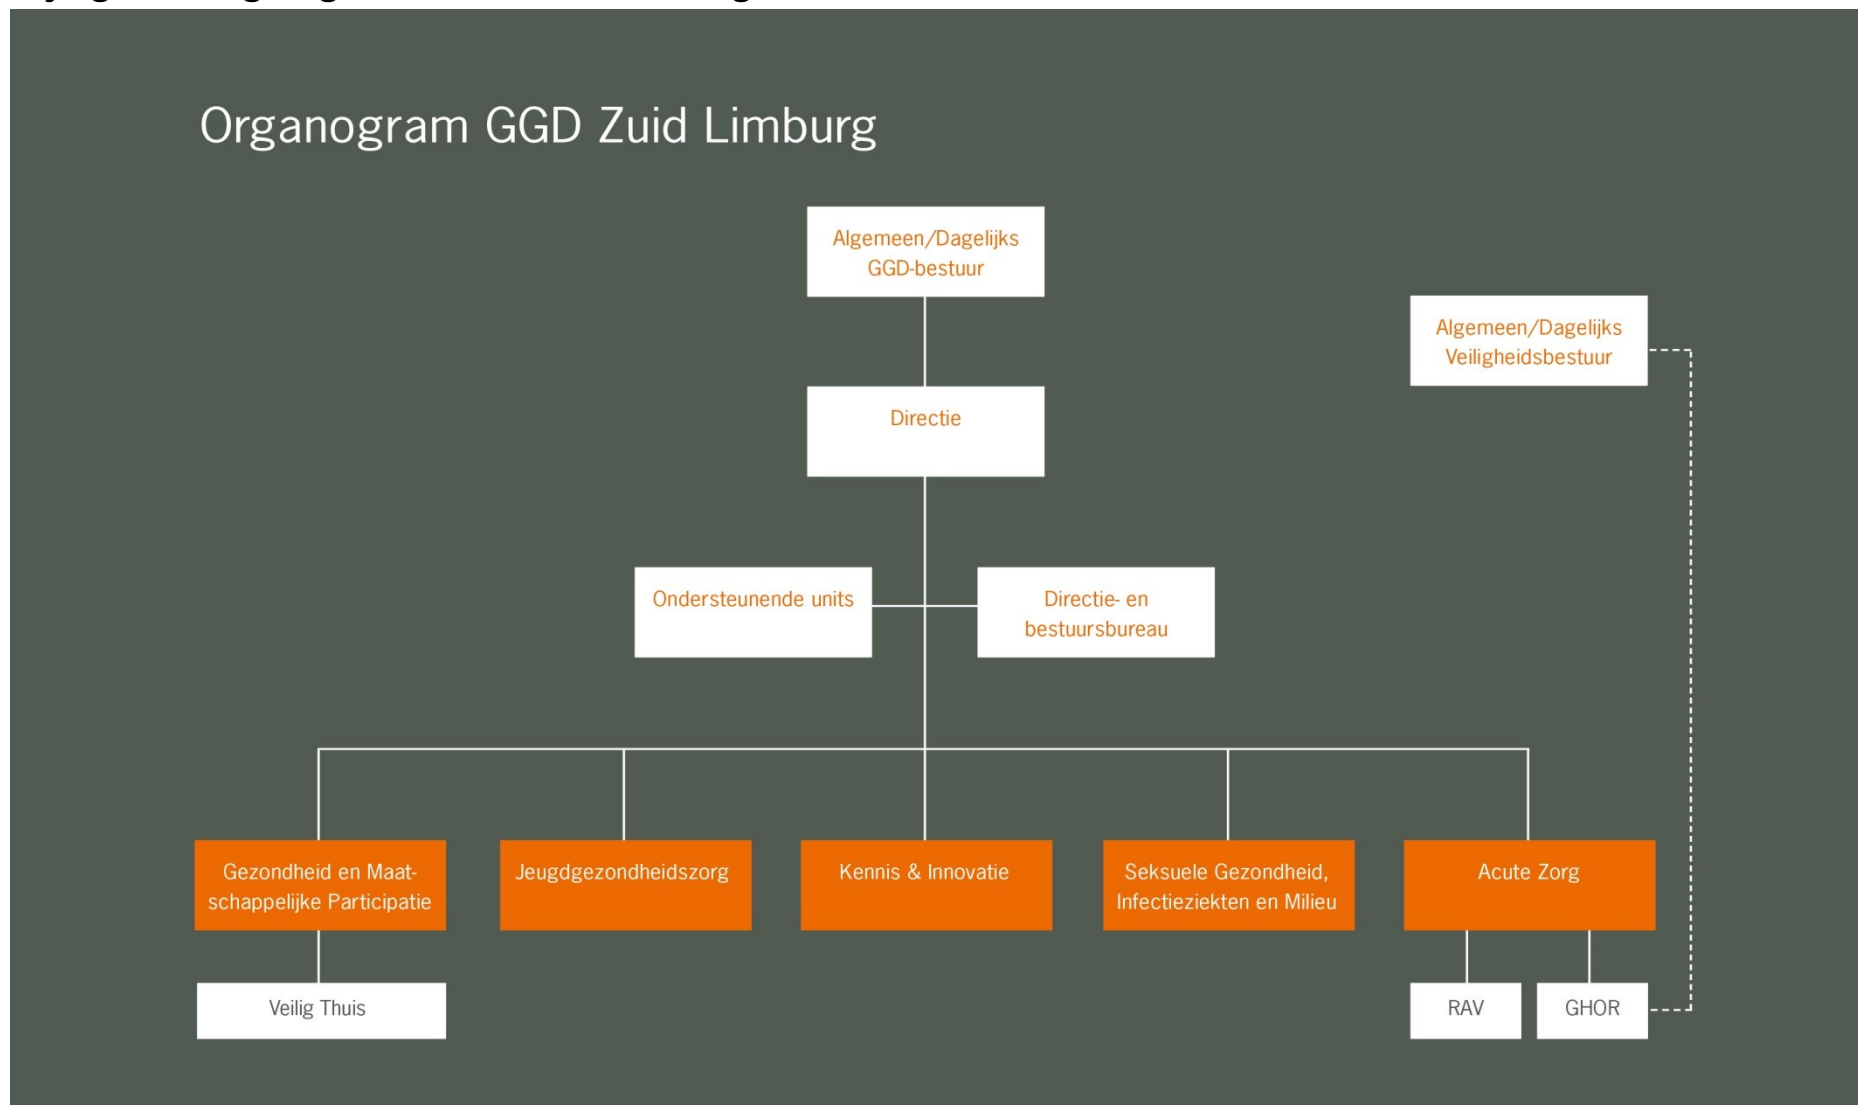 Organogram GGD Zuid Limburg
Algemeen/Dagelijks
GGD-bestuur
Algemeen/Dagelijks
Veiligheidsbestuur
Directie
Ondersteunende units
Directie- en
bestuursbureau
Gezondheid en Maat-
schappelijke Participatie
Jeugdgezondheidszorg
Kennis & Innovatie
Seksuele Gezondheid,
Infectieziekten en Milieu
Acute Zorg
Veilig Thuis
RAV
GHOR